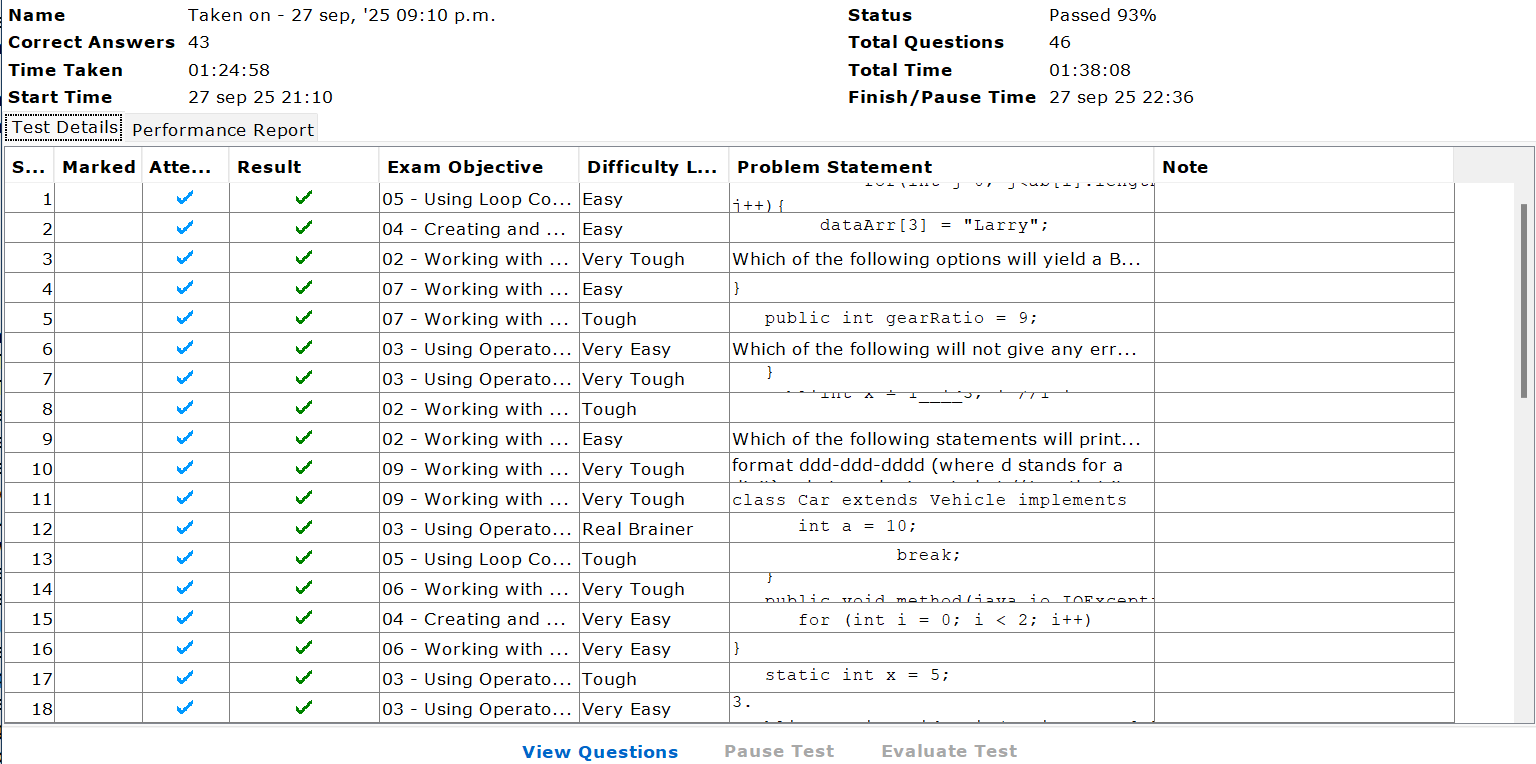 Name Taken on - 27 sep, '25 09:10 p.m. Status Passed 93%
Correct Answers 43 Total Questions 46
Time Taken 01:24:58 Total Time 01:38:08
Start Time 27 sep 25 21:10 Finish/Pause Time 27 sep 25 22:36
Test Details Performance Report
S... Marked Atte... Result Exam Objective Difficulty L... Problem Statement Note
1 05 - Using Loop Co... Easy j++){
2 04 - Creating and ... Easy dataArr[3] = "Larry";
3 02 - Working with ... Very Tough Which of the following options will yield a B...
4 07 - Working with ... Easy }
5 07 - Working with ... Tough public int gearRatio = 9;
6 03 - Using Operato... Very Easy Which of the following will not give any err...
7 03 - Using Operato... Very Tough }
8 02 - Working with ... Tough
9 02 - Working with ... Easy Which of the following statements will print...
10 09 - Working with ... Very Tough format ddd-ddd-dddd (where d stands for a
11 09 - Working with ... Very Tough class Car extends Vehicle implements
12 03 - Using Operato... Real Brainer int a = 10;
13 05 - Using Loop Co... Tough break;
14 06 - Working with ... Very Tough }
public void method(java.io.IOExcepti
15 04 - Creating and ... Very Easy for (int i = 0; i < 2; i++)
16 06 - Working with ... Very Easy }
17 03 - Using Operato... Tough static int x = 5;
18 03 - Using Operato... Very Easy 3.
View Questions Pause Test Evaluate Test